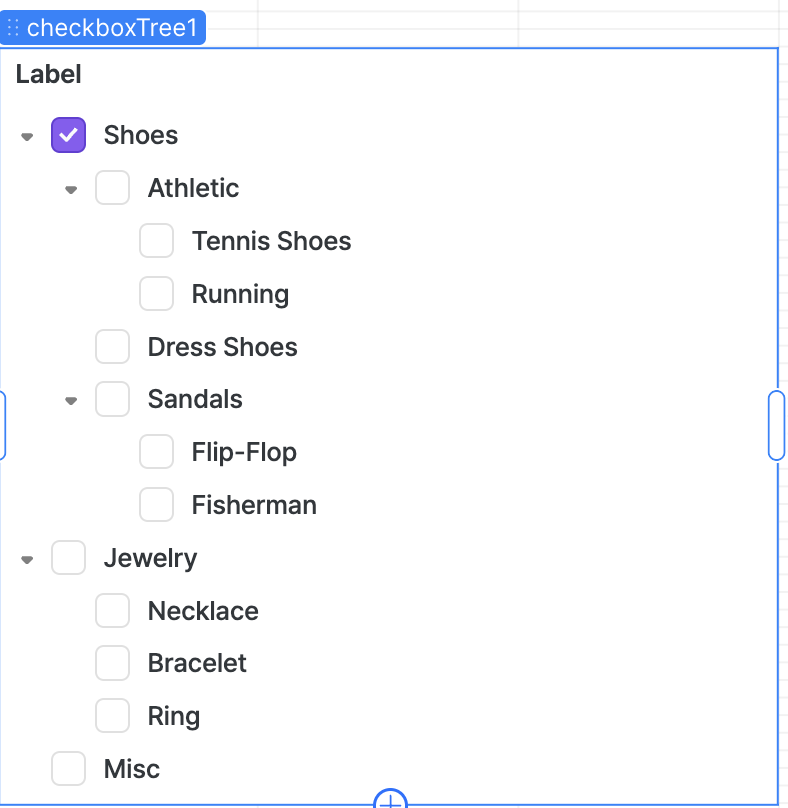 checkboxTree1
Label
Shoes
Athletic
Tennis Shoes
Running
Dress Shoes
Sandals
Flip-Flop
Fisherman
Jewelry
Necklace
Bracelet
Ring
Misc